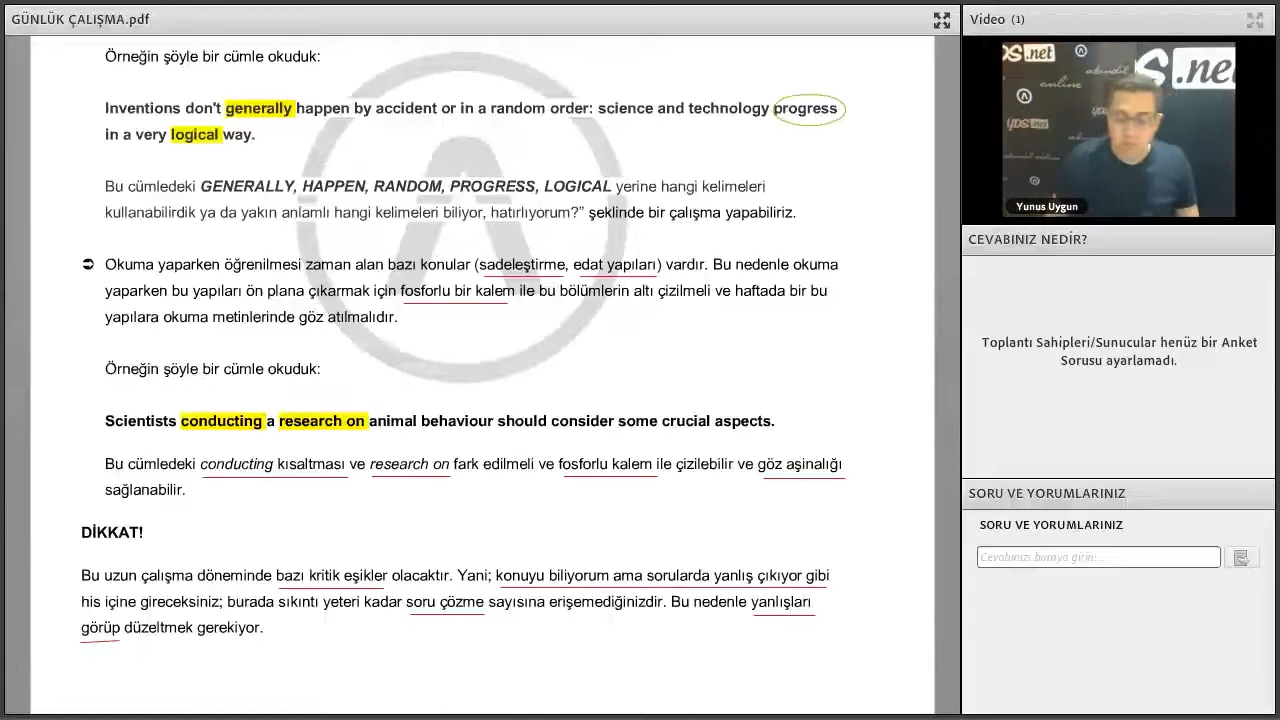 GÜNLÜK ÇALIŞMA.pdf
Örneğin şöyle bir cümle okuduk:
Inventions don't generally happen by accident or in a random order: science and technology progress
in a very logical way.
Bu cümledeki GENERALLY, HAPPEN, RANDOM, PROGRESS, LOGICAL yerine hangi kelimeleri
kullanabilirdik ya da yakın anlamlı hangi kelimeleri biliyor, hatırlıyorum?” şeklinde bir çalışma yapabiliriz.
➲ Okuma yaparken öğrenilmesi zaman alan bazı konular (sadeleştirme, edat yapıları) vardır. Bu nedenle okuma
yaparken bu yapıları ön plana çıkarmak için fosforlu bir kalem ile bu bölümlerin altı çizilmeli ve haftada bir bu
yapılara okuma metinlerinde göz atılmalıdır.
Örneğin şöyle bir cümle okuduk:
Scientists conducting a research on animal behaviour should consider some crucial aspects.
Bu cümledeki conducting kısaltması ve research on fark edilmeli ve fosforlu kalem ile çizilebilir ve göz aşinalığı
sağlanabilir.
DİKKAT!
Bu uzun çalışma döneminde bazı kritik eşikler olacaktır. Yani; konuyu biliyorum ama sorularda yanlış çıkıyor gibi
his içine gireceksiniz; burada sıkıntı yeteri kadar soru çözme sayısına erişemediğinizdir. Bu nedenle yanlışları
görüp düzeltmek gerekiyor.
Video (1)
YDS.net
online
akademi
S.net
YDS.net
Yunus Uygun
CEVABINIZ NEDİR?
Toplantı Sahipleri/Sunucular henüz bir Anket
Sorusu ayarlamadı.
SORU VE YORUMLARINIZ
SORU VE YORUMLARINIZ
Cevabınızı buraya girin...